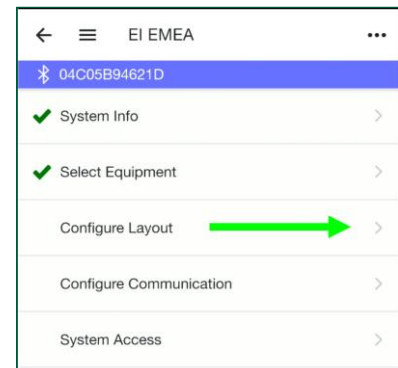 EI EMEA
04C05B94621D
System Info
Select Equipment
Configure Layout
Configure Communication
System Access